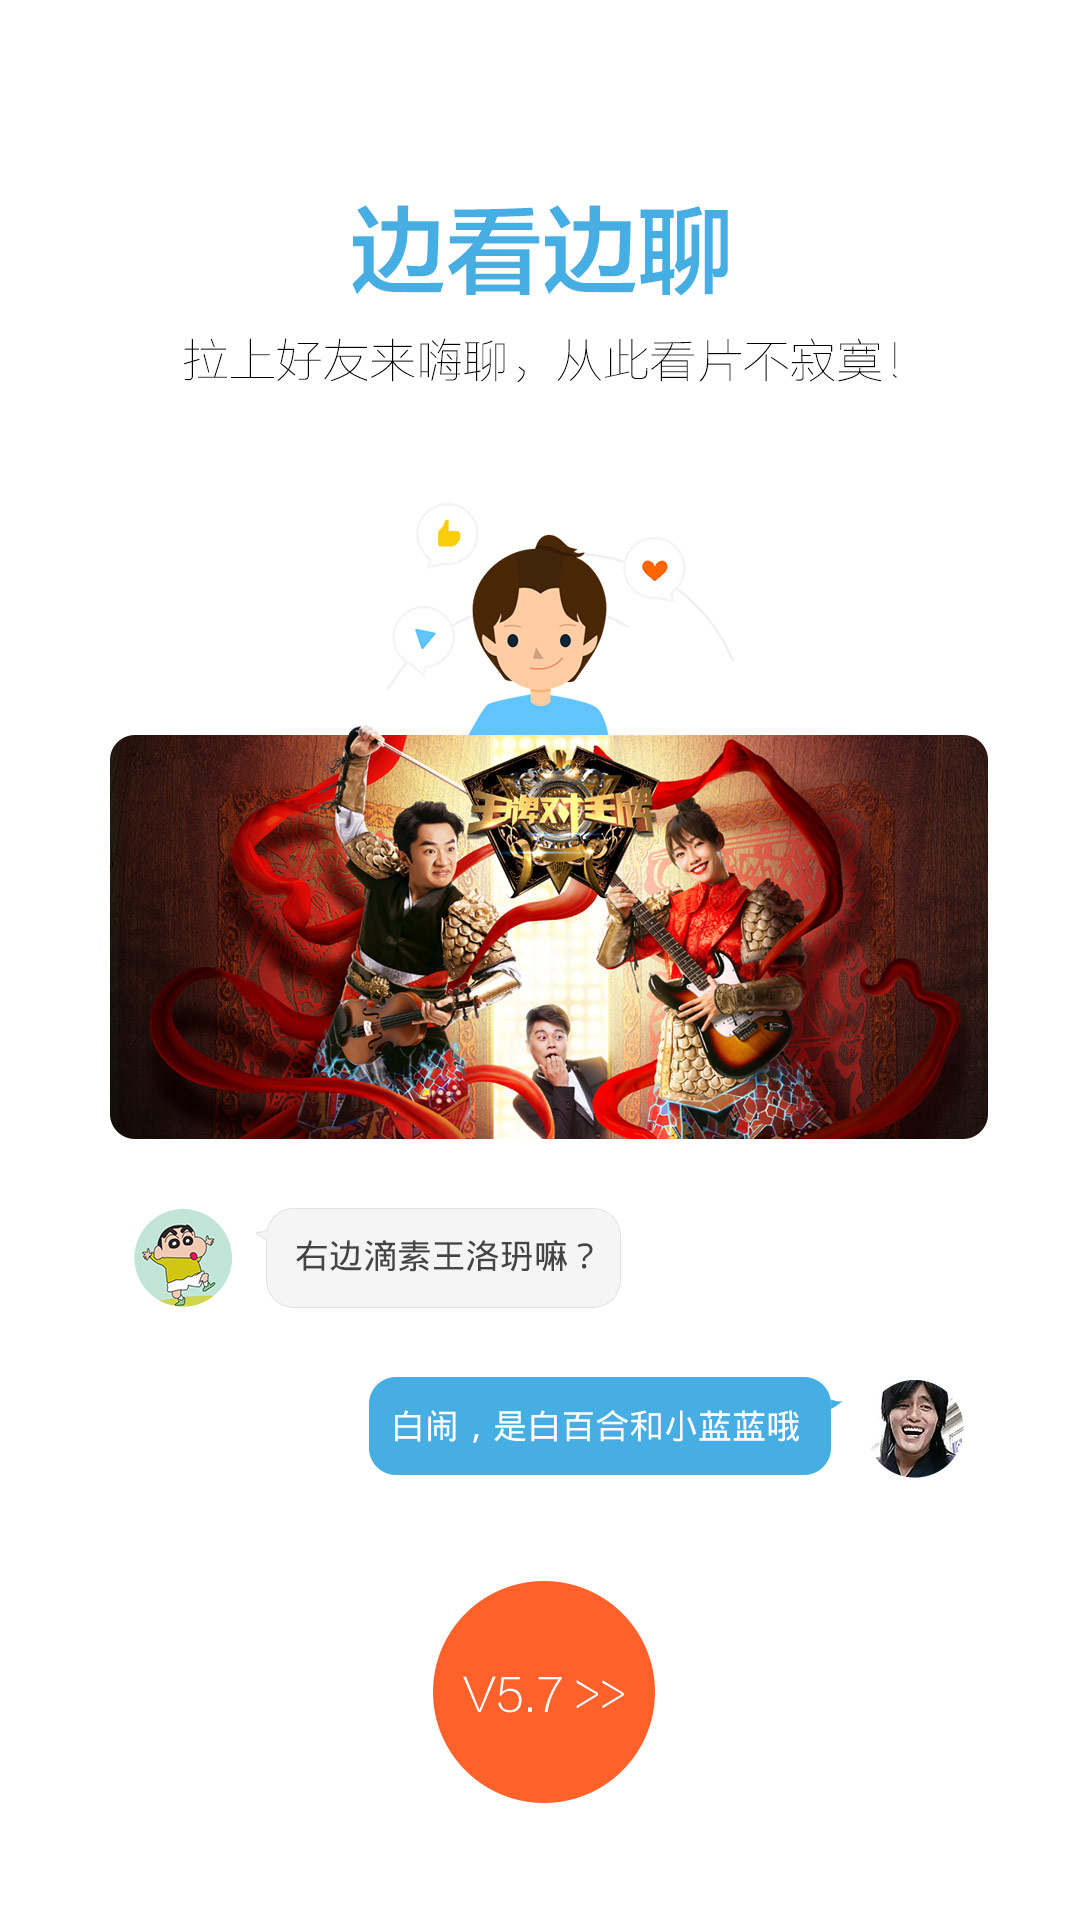 边看边聊
拉上好友来嗨聊，从此看片不寂寞！
王牌对王牌
右边滴素王洛玬嘛？
白闹，是白百合和小蓝蓝哦
V5.7 >>